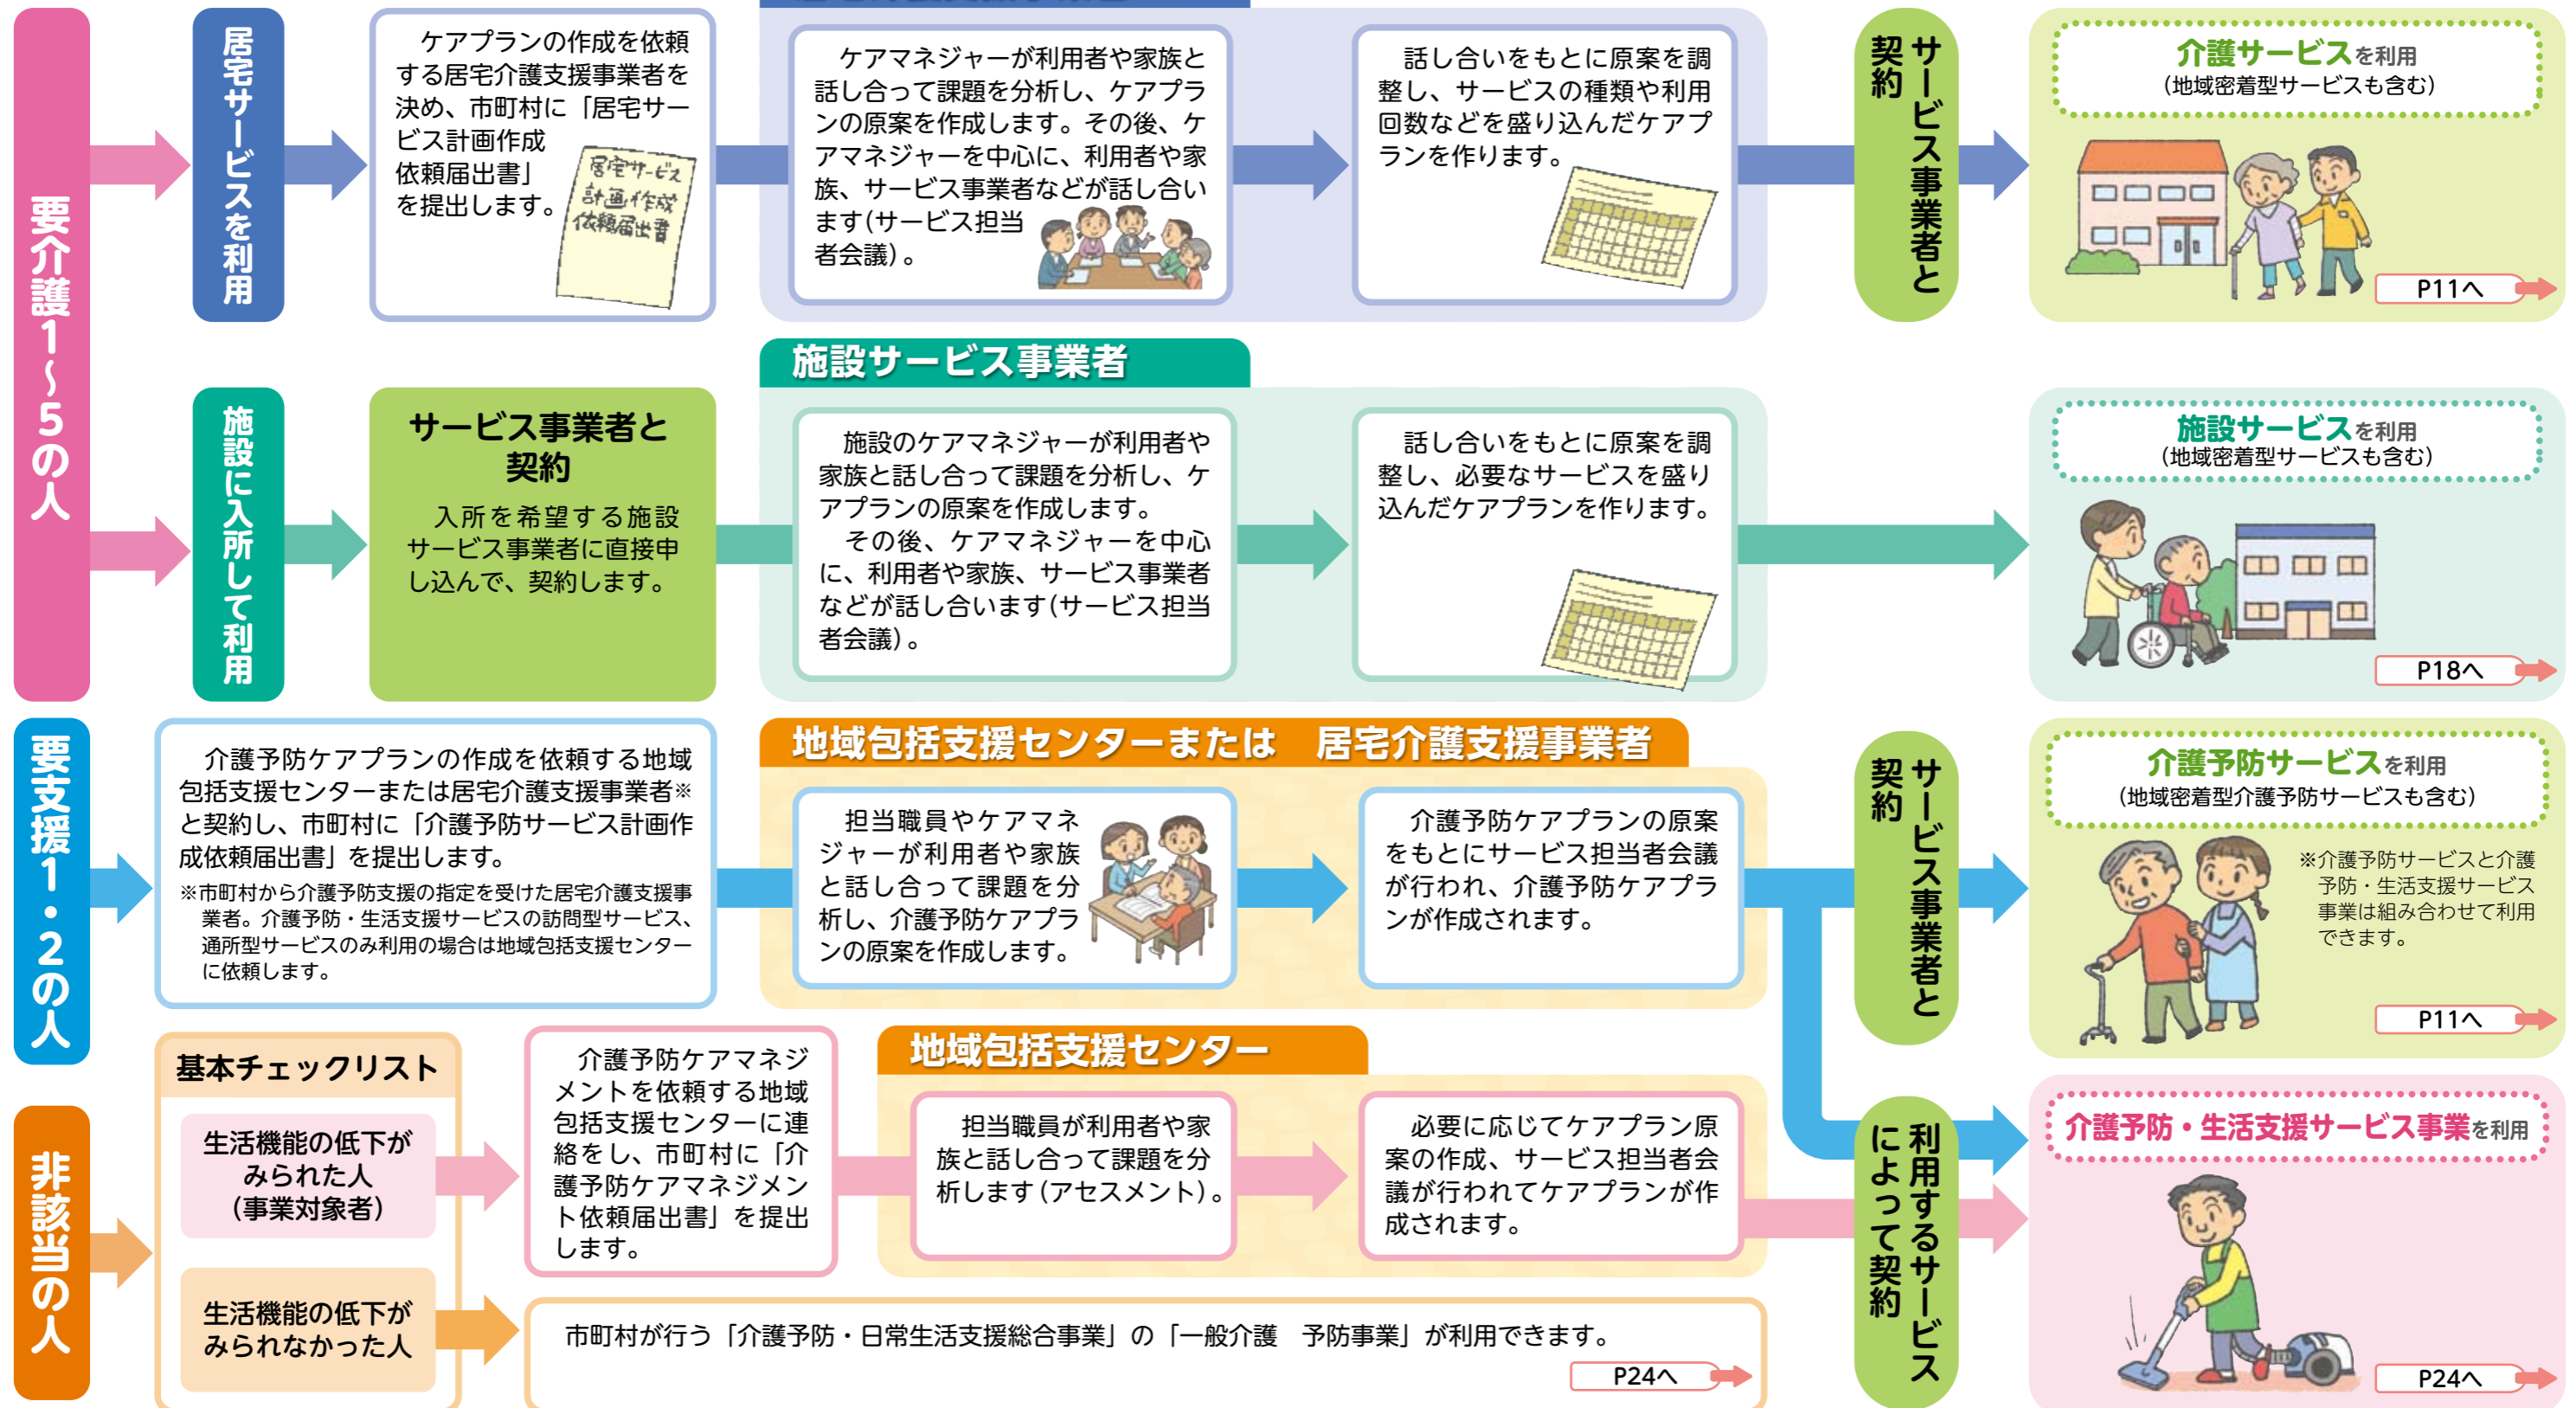 要介護1～5の人
居宅サービスを利用
ケアプランの作成を依頼
する居宅介護支援事業者を
決め、市町村に「居宅サー
ビス計画作成
依頼届出書」
を提出します。
居宅サービス
計画作成
依頼届出書
ケアマネジャーが利用者や家族と
話し合って課題を分析し、ケアプラ
ンの原案を作成します。その後、ケ
アマネジャーを中心に、利用者や家
族、サービス事業者などが話し合い
ます(サービス担当
者会議)。
話し合いをもとに原案を調
整し、サービスの種類や利用
回数などを盛り込んだケアプ
ランを作ります。
サービス事業者と
契約
介護サービスを利用
(地域密着型サービスも含む)
P11へ
施設に入所して利用
サービス事業者と
契約
入所を希望する施設
サービス事業者に直接申
し込んで、契約します。
施設サービス事業者
施設のケアマネジャーが利用者や
家族と話し合って課題を分析し、ケ
アプランの原案を作成します。
その後、ケアマネジャーを中心
に、利用者や家族、サービス事業者
などが話し合います(サービス担当
者会議)。
話し合いをもとに原案を調
整し、必要なサービスを盛り
込んだケアプランを作ります。
施設サービスを利用
(地域密着型サービスも含む)
P18へ
要支援1・2の人
介護予防ケアプランの作成を依頼する地域
包括支援センターまたは居宅介護支援事業者※
と契約し、市町村に「介護予防サービス計画作
成依頼届出書」を提出します。
※市町村から介護予防支援の指定を受けた居宅介護支援事
業者。介護予防・生活支援サービスの訪問型サービス、
通所型サービスのみ利用の場合は地域包括支援センター
に依頼します。
地域包括支援センターまたは　居宅介護支援事業者
担当職員やケアマネ
ジャーが利用者や家族
と話し合って課題を分
析し、介護予防ケアプラ
ンの原案を作成します。
介護予防ケアプランの原案
をもとにサービス担当者会議
が行われ、介護予防ケアプラ
ンが作成されます。
サービス事業者と
契約
介護予防サービスを利用
(地域密着型介護予防サービスも含む)
※介護予防サービスと介護
予防・生活支援サービス
事業は組み合わせて利用
できます。
P11へ
非該当の人
基本チェックリスト
生活機能の低下が
みられた人
(事業対象者)
介護予防ケアマネジ
メントを依頼する地域
包括支援センターに連
絡をし、市町村に「介
護予防ケアマネジメン
ト依頼届出書」を提出
します。
地域包括支援センター
担当職員が利用者や家
族と話し合って課題を分
析します(アセスメント)。
必要に応じてケアプラン原
案の作成、サービス担当者会
議が行われてケアプランが作
成されます。
利用するサービス
によって契約
介護予防・生活支援サービス事業を利用
P24へ
生活機能の低下が
みられなかった人
市町村が行う「介護予防・日常生活支援総合事業」の「一般介護　予防事業」が利用できます。
P24へ